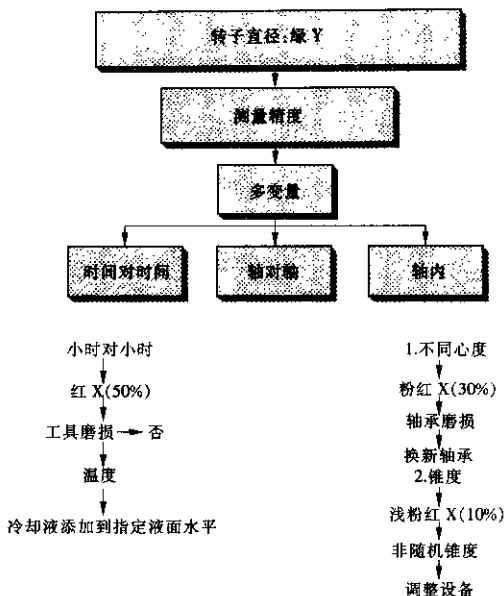 转子直径:绿 Y
测量精度
多变量
时间对时间
轴对轴
轴内
小时对小时
红 X(50%)
工具磨损 否
温度
冷却液添加到指定液面水平
1.不同心度
粉红 X(30%)
轴承磨损
换新轴承
2.锥度
浅粉红 X(10%)
非随机锥度
调整设备